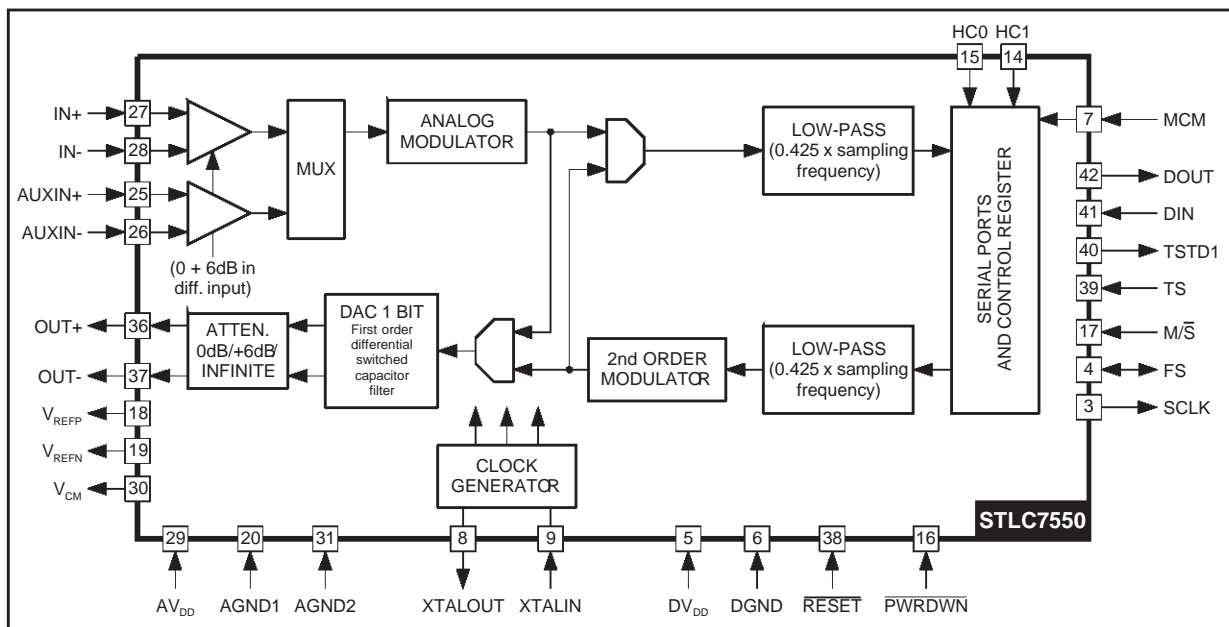 HC0 HC1
15 14
IN+ 27
IN- 28
AUXIN+ 25
AUXIN- 26
MUX
ANALOG
MODULATOR
LOW-PASS
(0.425 x sampling
frequency)
SERIAL PORTS
AND CONTROL REGISTER
7 MCM
42 DOUT
41 DIN
40 TSTD1
39 TS
17 M/S̅
4 FS
3 SCLK
(0 + 6dB in
diff. input)
OUT+ 36
OUT- 37
ATTEN.
0dB/+6dB/
INFINITE
DAC 1 BIT
First order
differential
switched
capacitor
filter
2nd ORDER
MODULATOR
LOW-PASS
(0.425 x sampling
frequency)
VREFP 18
VREFN 19
VCM 30
CLOCK
GENERATOR
STLC7550
29 20 31 8 9 5 6 38 16
AVDD AGND1 AGND2 XTALOUT XTALIN DVDD DGND R̅E̅S̅E̅T̅ P̅W̅R̅D̅W̅N̅